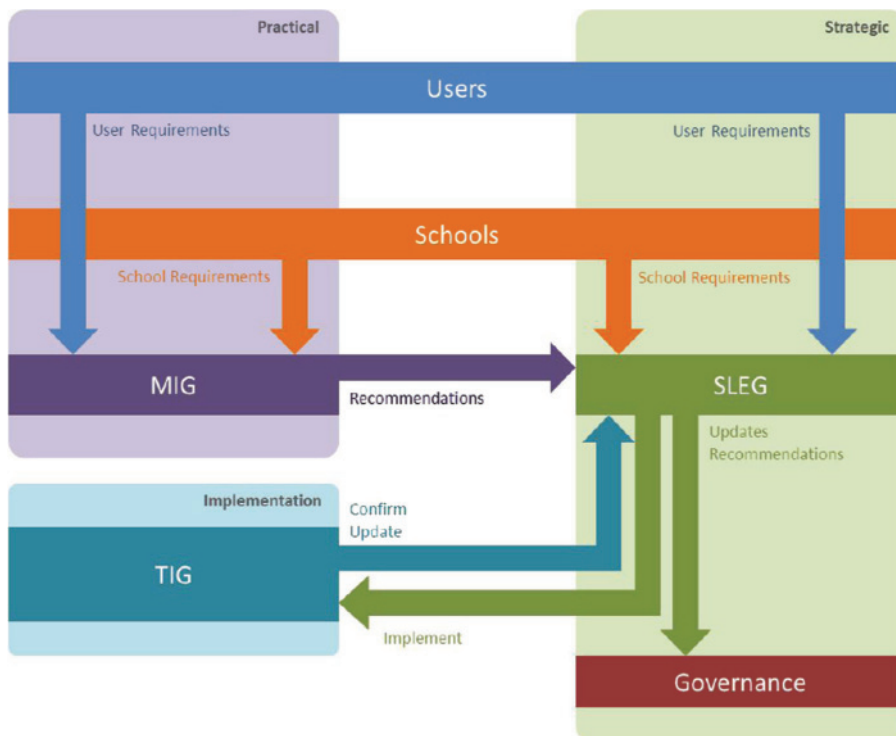 Practical
Strategic
Users
User Requirements
User Requirements
Schools
School Requirements
School Requirements
MIG
Recommendations
SLEG
Updates
Recommendations
Implementation
Confirm
Update
TIG
Implement
Governance